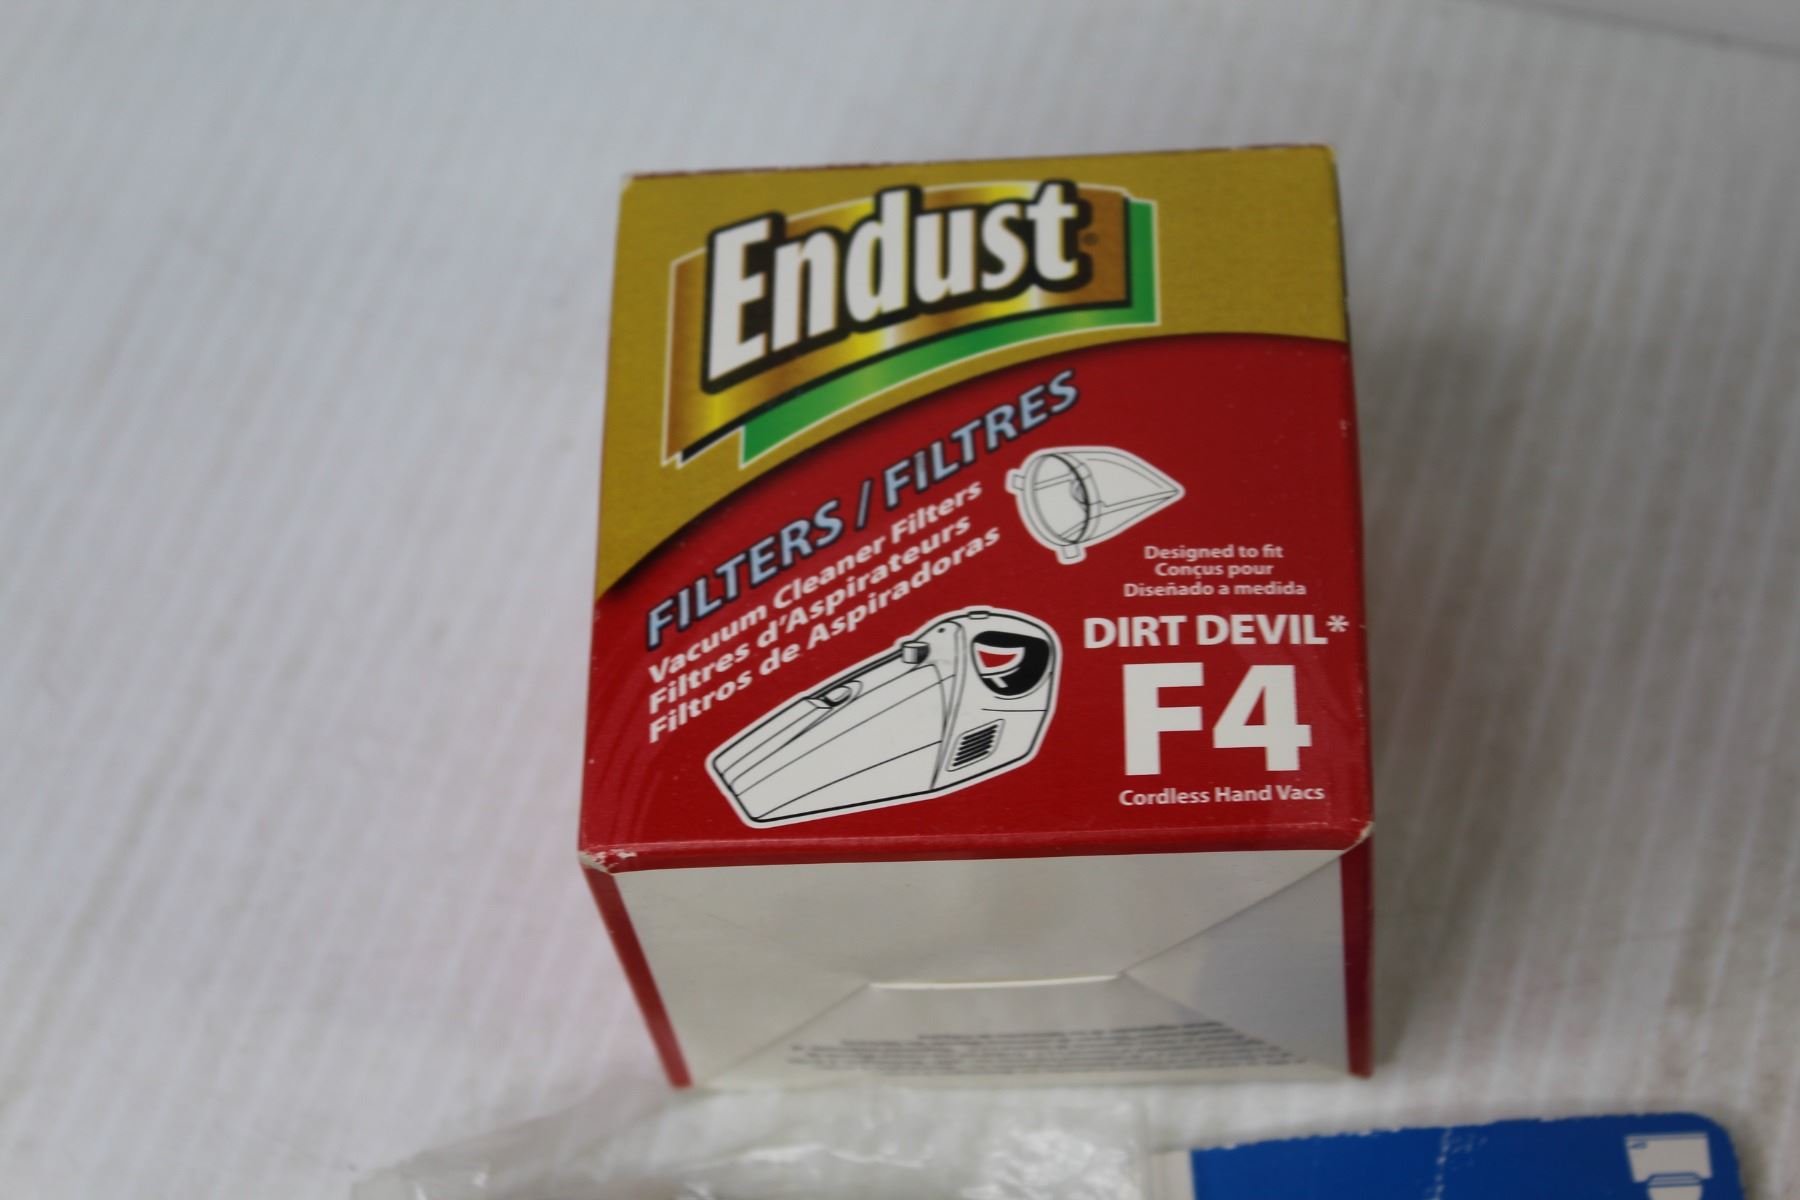 Endust®
FILTERS / FILTRES
Vacuum Cleaner Filters
Filtres d'Aspirateurs
Filtros de Aspiradoras
Designed to fit
Conçus pour
Diseñado a medida
DIRT DEVIL*
F4
Cordless Hand Vacs